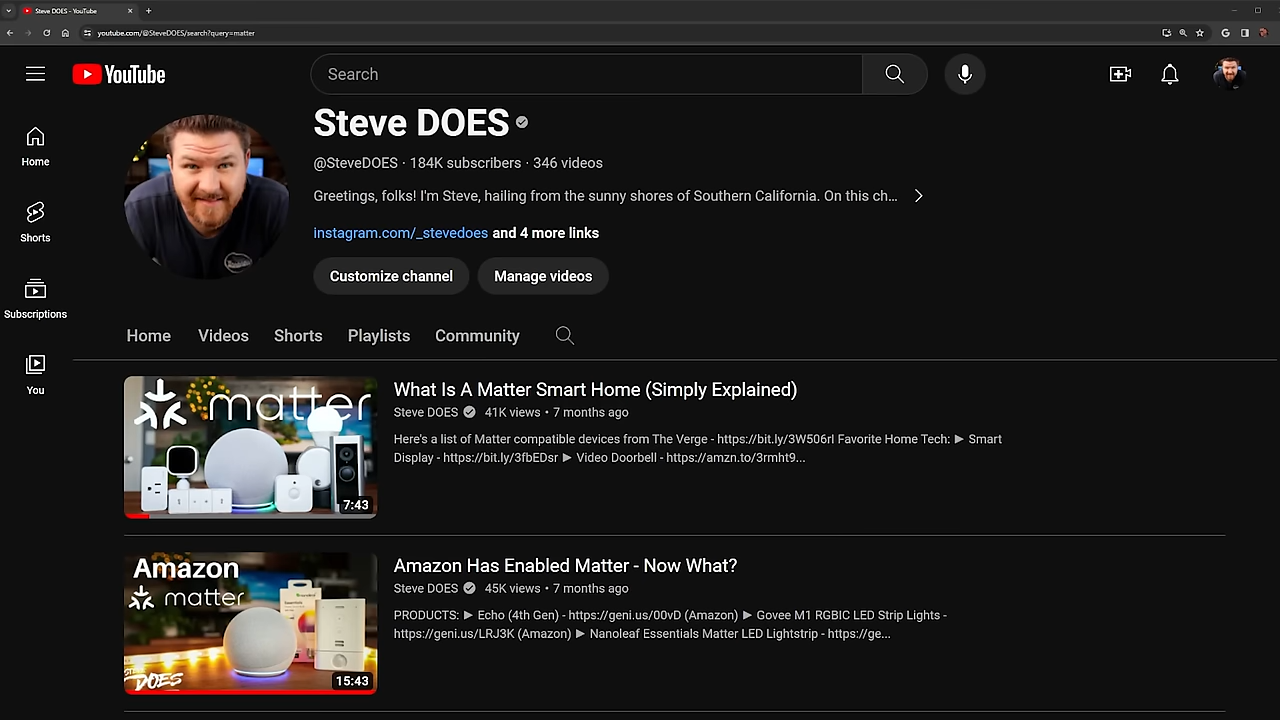 Steve DOES - YouTube
youtube.com/@SteveDOES/search?query=matter
YouTube
Search
Home
Shorts
Subscriptions
You
Steve DOES
@SteveDOES · 184K subscribers · 346 videos
Greetings, folks! I'm Steve, hailing from the sunny shores of Southern California. On this ch...
instagram.com/_stevedoes and 4 more links
Customize channel
Manage videos
Home Videos Shorts Playlists Community
matter
7:43
What Is A Matter Smart Home (Simply Explained)
Steve DOES 41K views • 7 months ago
Here's a list of Matter compatible devices from The Verge - https://bit.ly/3W506rI Favorite Home Tech: ► Smart
Display - https://bit.ly/3fbEDsr ► Video Doorbell - https://amzn.to/3rmht9...
Amazon
matter
STEVE
DOES
15:43
Amazon Has Enabled Matter - Now What?
Steve DOES 45K views • 7 months ago
PRODUCTS: ► Echo (4th Gen) - https://geni.us/00vD (Amazon) ► Govee M1 RGBIC LED Strip Lights -
https://geni.us/LRJ3K (Amazon) ► Nanoleaf Essentials Matter LED Lightstrip - https://ge...